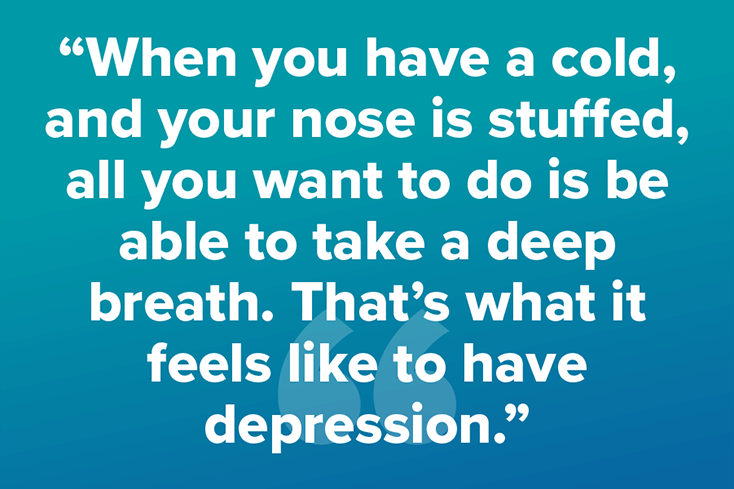 “When you have a cold,
and your nose is stuffed,
all you want to do is be
able to take a deep
breath. That’s what it
feels like to have
depression.”